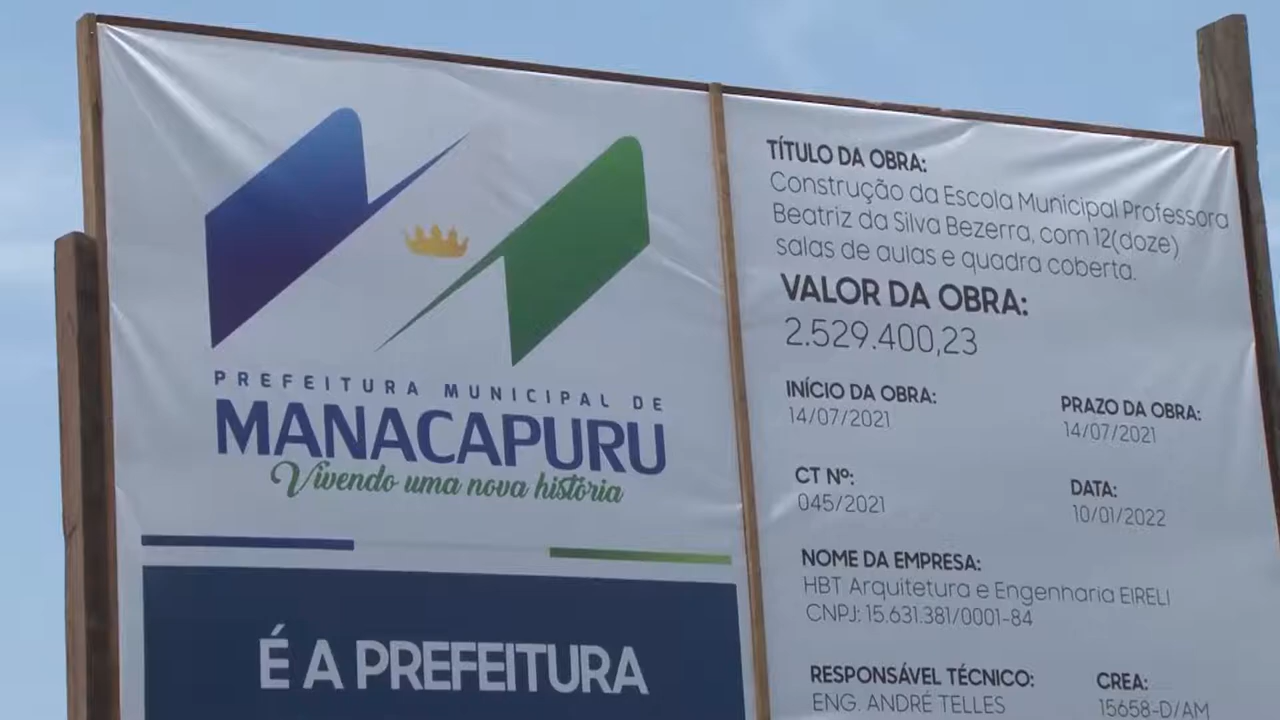 PREFEITURA MUNICIPAL DE
MANACAPURU
Vivendo uma nova história
É A PREFEITURA
TÍTULO DA OBRA:
Construção da Escola Municipal Professora
Beatriz da Silva Bezerra, com 12(doze)
salas de aulas e quadra coberta.
VALOR DA OBRA:
2.529.400,23
INÍCIO DA OBRA:
14/07/2021
PRAZO DA OBRA:
14/07/2021
CT Nº:
045/2021
DATA:
10/01/2022
NOME DA EMPRESA:
HBT Arquitetura e Engenharia EIRELI
CNPJ: 15.631.381/0001-84
RESPONSÁVEL TÉCNICO:
ENG. ANDRÉ TELLES
CREA:
15658-D/AM